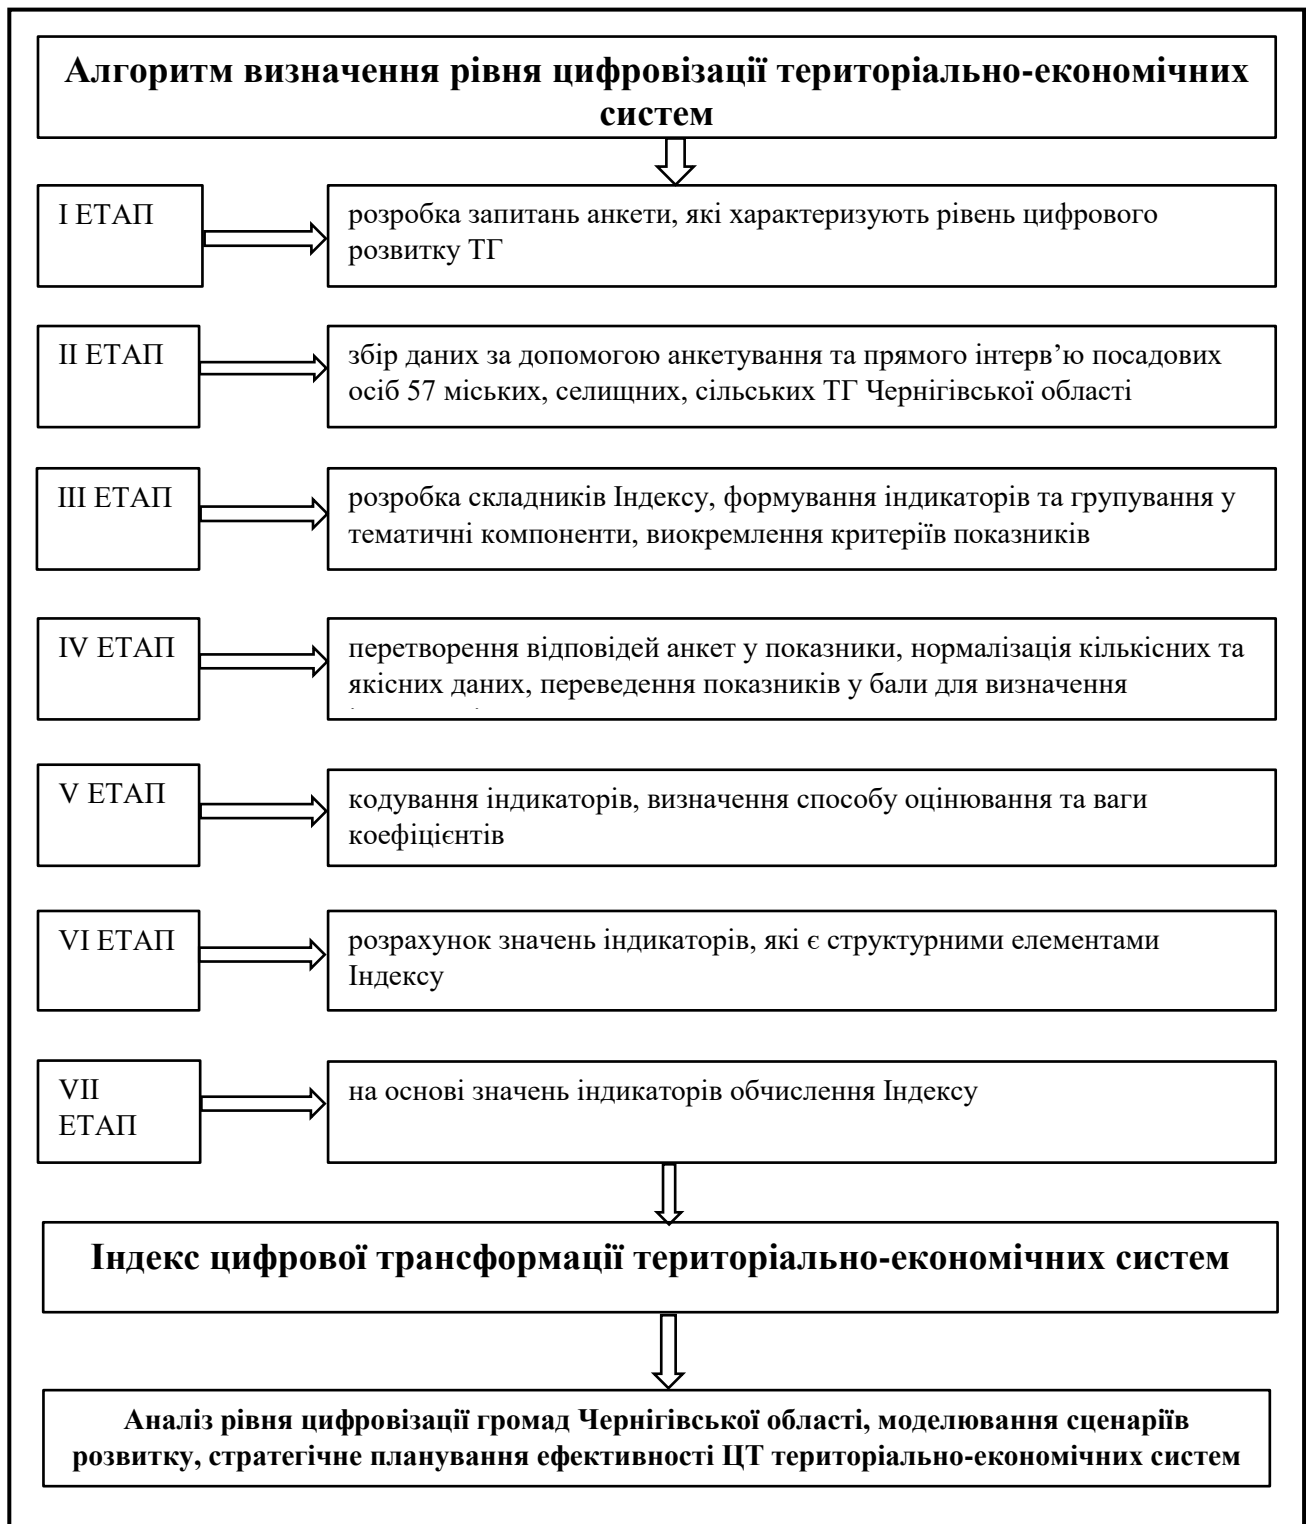 Алгоритм визначення рівня цифровізації територіально-економічних
систем
І ЕТАП
розробка запитань анкети, які характеризують рівень цифрового
розвитку ТГ
ІІ ЕТАП
збір даних за допомогою анкетування та прямого інтерв’ю посадових
осіб 57 міських, селищних, сільських ТГ Чернігівської області
ІІІ ЕТАП
розробка складників Індексу, формування індикаторів та групування у
тематичні компоненти, виокремлення критеріїв показників
IV ЕТАП
перетворення відповідей анкет у показники, нормалізація кількісних та
якісних даних, переведення показників у бали для визначення
V ЕТАП
кодування індикаторів, визначення способу оцінювання та ваги
коефіцієнтів
VI ЕТАП
розрахунок значень індикаторів, які є структурними елементами
Індексу
VII
ЕТАП
на основі значень індикаторів обчислення Індексу
Індекс цифрової трансформації територіально-економічних систем
Аналіз рівня цифровізації громад Чернігівської області, моделювання сценаріїв
розвитку, стратегічне планування ефективності ЦТ територіально-економічних систем